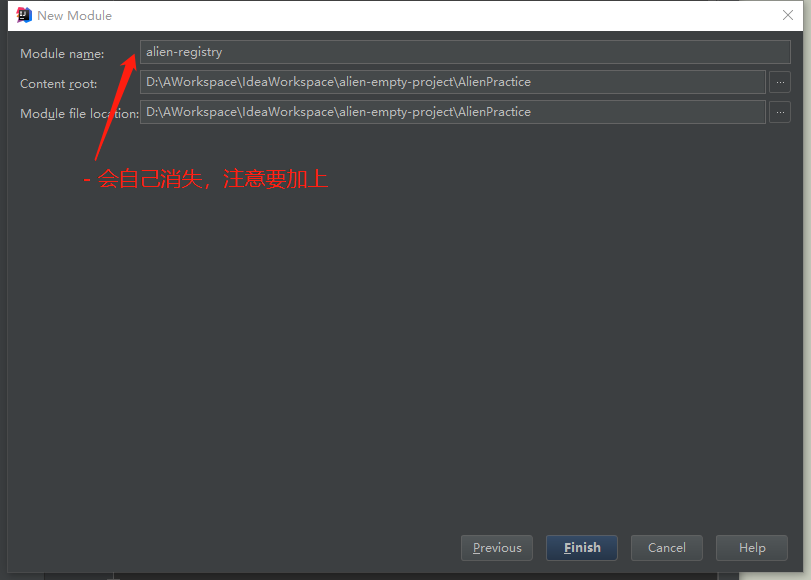 New Module
Module name: alien-registry
Content root: D:\AWorkspace\IdeaWorkspace\alien-empty-project\AlienPractice ...
Module file location: D:\AWorkspace\IdeaWorkspace\alien-empty-project\AlienPractice ...
- 会自己消失，注意要加上
Previous Finish Cancel Help